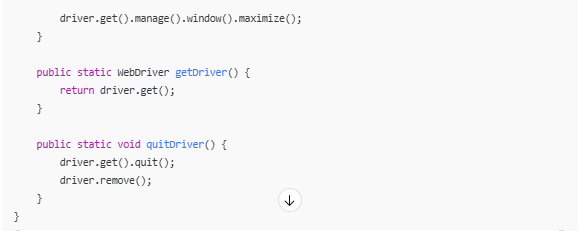 driver.get().manage().window().maximize();
}
public static WebDriver getDriver() {
return driver.get();
}
public static void quitDriver() {
driver.get().quit();
driver.remove();
}
}